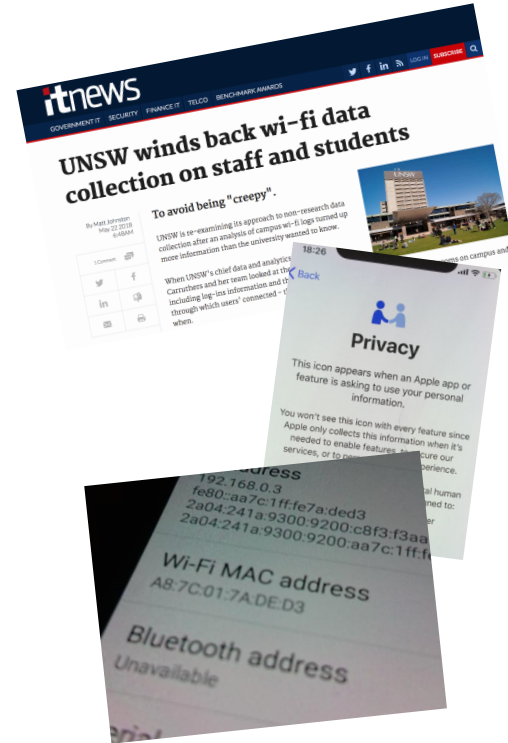 itnews
LOG IN SUBSCRIBE
GOVERNMENT IT SECURITY FINANCE IT TELCO BENCHMARK AWARDS
UNSW winds back wi-fi data
collection on staff and students
By Matt Johnston
May 22 2018
6:48AM
1 Comment
To avoid being "creepy".
UNSW is re-examining its approach to non-research data
collection after an analysis of campus wi-fi logs turned up
more information than the university wanted to know.
When UNSW's chief data and analytics
Carruthers and her team looked at the
including log-ins information and th
through which users' connected -
when.
UNSW
on campus and
18:26
Back
Privacy
This icon appears when an Apple app or
feature is asking to use your personal
information.
You won't see this icon with every feature since
Apple only collects this information when it's
needed to enable features, to secure our
services, or to
human
to:
address
192.168.0.3
fe80::aa7c:1ff:fe7a:ded3
2a04:241a:9300:9200:c8f3:f3aa
2a04:241a:9300:9200:aa7c:1ff:f
Wi-Fi MAC address
A8:7C:01:7A:DE:D3
Bluetooth address
Unavailable